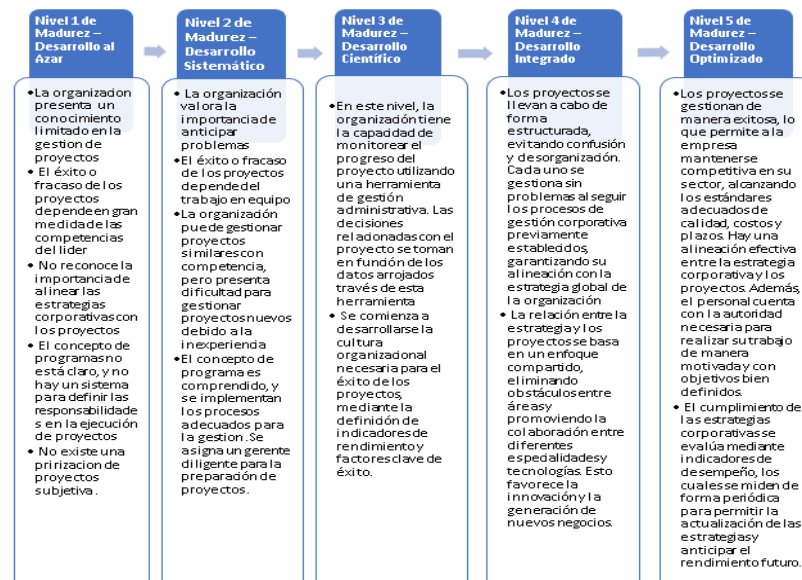 Nivel 1 de
Madurez –
Desarrollo al
Azar
•La organizacion
presenta un
conocimiento
limitado en la
gestion de
proyectos
• El éxito o
fracaso de los
proyectos
depende en gran
medida de las
competencias
del lider
• No reconoce la
importancia de
alinear las
estrategias
corporativas con
los proyectos
• El concepto de
programas no
está claro, y no
hay un sistema
para definir las
responsabilidade
s en la ejecución
de proyectos
• No existe una
pririzacion de
proyectos
subjetiva.
Nivel 2 de
Madurez –
Desarrollo
Sistemático
• La organización
valora la
importancia de
anticipar
problemas
•El éxito o fracaso
de los proyectos
depende del
trabajo en equipo
•La organización
puede gestionar
proyectos
similares con
competencia,
pero presenta
dificultad para
gestionar
proyectos nuevos
debido a la
inexperiencia
•El concepto de
programa es
comprendido, y
se implementan
los procesos
adecuados para
la gestion. Se
asigna un gerente
diligente para la
preparación de
proyectos.
Nivel 3 de
Madurez –
Desarrollo
Científico
•En este nivel, la
organización tiene
la capacidad de
monitorear el
progreso del
proyecto utilizando
una herramienta
de gestión
administrativa. Las
decisiones
relacionadas con el
proyecto se toman
en función de los
datos arrojados
través de esta
herramienta
• Se comienza a
desarrollarse la
cultura
organizacional
necesaria para el
éxito de los
proyectos,
mediante la
definición de
indicadores de
rendimiento y
factores clave de
éxito.
Nivel 4 de
Madurez –
Desarrollo
Integrado
•Los proyectos se
llevan a cabo de
forma
estructurada,
evitando confusión
y desorganización.
Cada uno se
gestiona sin
problemas al seguir
los procesos de
gestión corporativa
previamente
establecidos,
garantizando su
alineación con la
estrategia global de
la organización
• La relación entre la
estrategia y los
proyectos se basa
en un enfoque
compartido,
eliminando
obstáculos entre
áreas y
promoviendo la
colaboración entre
diferentes
especialidades y
tecnologías. Esto
favorece la
innovación y la
generación de
nuevos negocios.
Nivel 5 de
Madurez –
Desarrollo
Optimizado
•Los proyectos se
gestionan de
manera exitosa, lo
que permite a la
empresa
mantenerse
competitiva en su
sector, alcanzando
los estándares
adecuados de
calidad, costos y
plazos. Hay una
alineación efectiva
entre la estrategia
corporativa y los
proyectos. Además,
el personal cuenta
con la autoridad
necesaria para
realizar su trabajo
de manera
motivada y con
objetivos bien
definidos.
• El cumplimiento de
las estrategias
corporativas se
evalúa mediante
indicadores de
desempeño, los
cuales se miden de
forma periódica
para permitir la
actualización de las
estrategias y
anticipar el
rendimiento futuro.